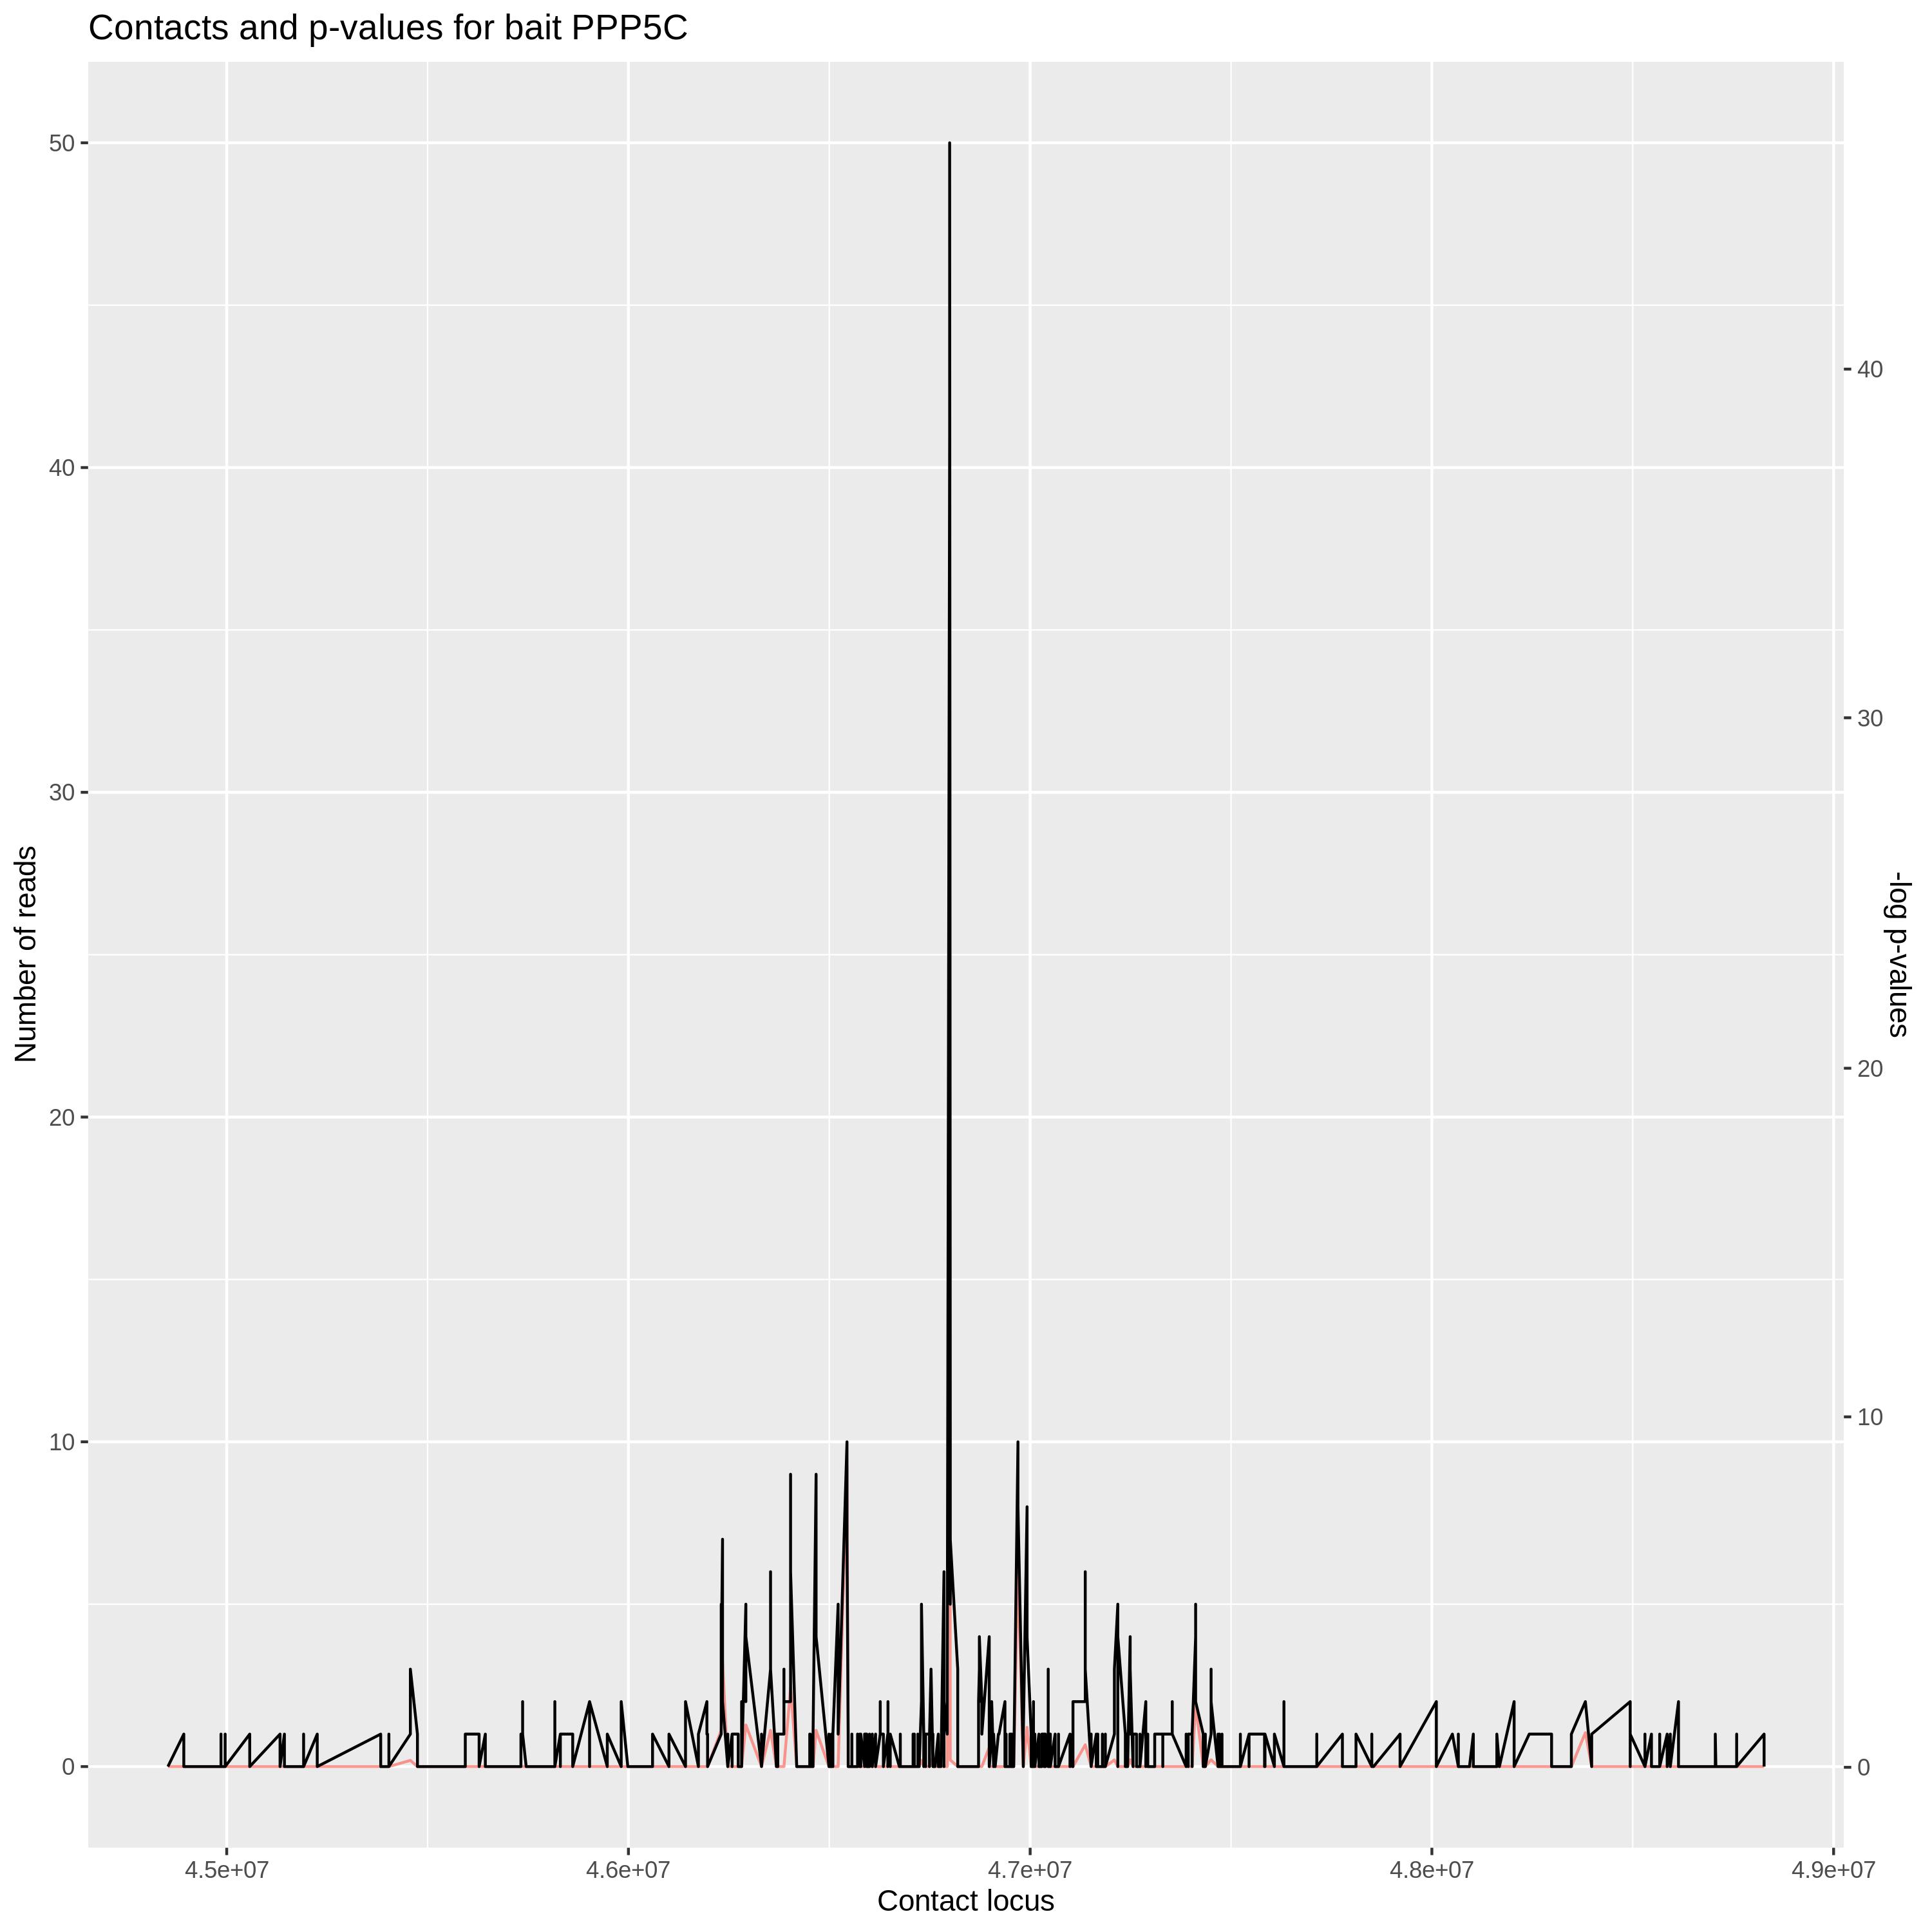 Contacts and p-values for bait PPP5C
50
40
30
20
10
0
Number of reads
40
30
20
10
0
-log p-values
4.5e+07
4.6e+07
4.7e+07
4.8e+07
4.9e+07
Contact locus